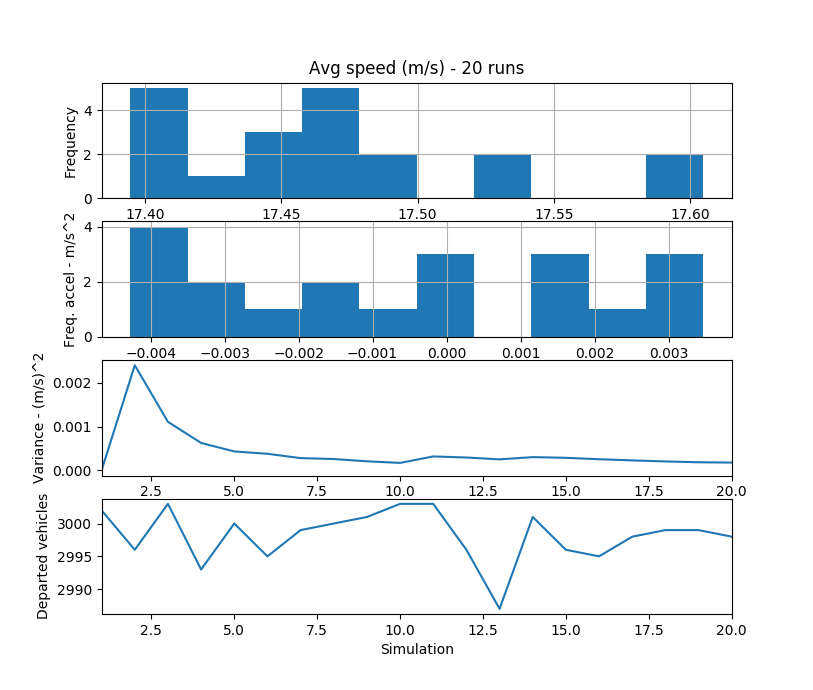 Avg speed (m/s) - 20 runs
Frequency
4
2
0
17.40 17.45 17.50 17.55 17.60
Freq. accel - m/s^2
4
2
0
−0.004 −0.003 −0.002 −0.001 0.000 0.001 0.002 0.003
Variance - (m/s)^2
0.002
0.001
0.000
2.5 5.0 7.5 10.0 12.5 15.0 17.5 20.0
Departed vehicles
3000
2995
2990
2.5 5.0 7.5 10.0 12.5 15.0 17.5 20.0
Simulation